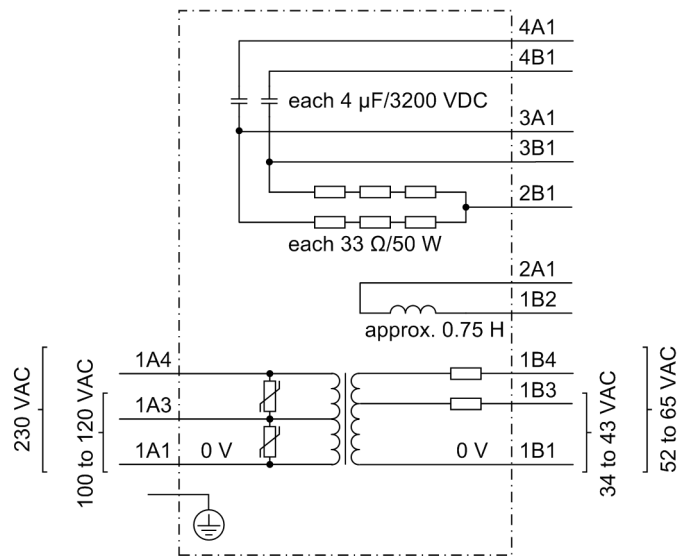 4A1
4B1
each 4 µF/3200 VDC
3A1
3B1
2B1
each 33 Ω/50 W
2A1
1B2
approx. 0.75 H
230 VAC
100 to 120 VAC
1A4
1A3
1A1
0 V
0 V
1B4
1B3
1B1
34 to 43 VAC
52 to 65 VAC